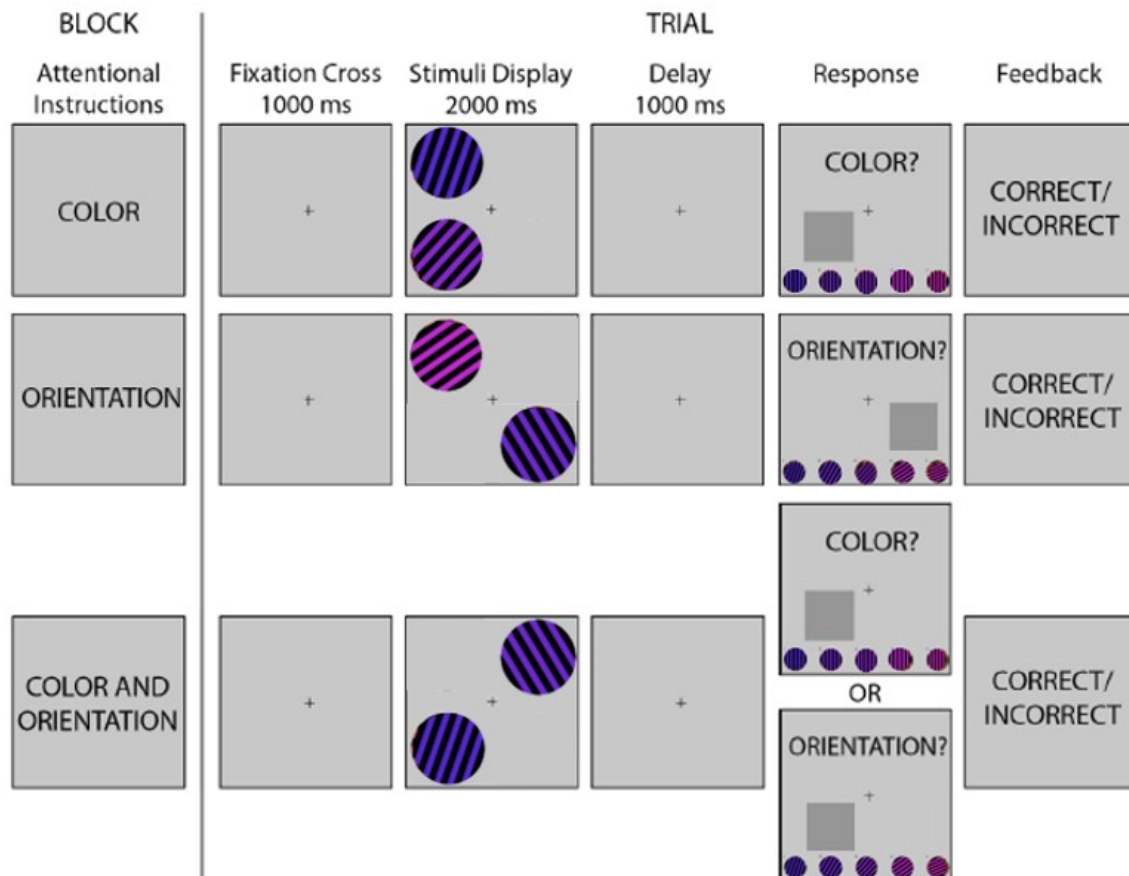 BLOCK
TRIAL
Attentional
Instructions
Fixation Cross
1000 ms
Stimuli Display
2000 ms
Delay
1000 ms
Response
Feedback
COLOR
COLOR?
CORRECT/
INCORRECT
ORIENTATION
ORIENTATION?
CORRECT/
INCORRECT
COLOR AND
ORIENTATION
COLOR?
OR
ORIENTATION?
CORRECT/
INCORRECT